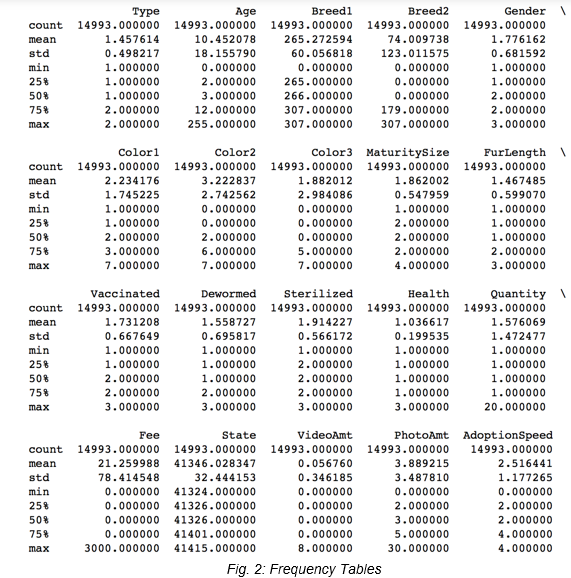 Type Age Breed1 Breed2 Gender \
count 14993.000000 14993.000000 14993.000000 14993.000000 14993.000000
mean 1.457614 10.452078 265.272594 74.009738 1.776162
std 0.498217 18.155790 60.056818 123.011575 0.681592
min 1.000000 0.000000 0.000000 0.000000 1.000000
25% 1.000000 2.000000 265.000000 0.000000 1.000000
50% 1.000000 3.000000 266.000000 0.000000 2.000000
75% 2.000000 12.000000 307.000000 179.000000 2.000000
max 2.000000 255.000000 307.000000 307.000000 3.000000
Color1 Color2 Color3 MaturitySize FurLength \
count 14993.000000 14993.000000 14993.000000 14993.000000 14993.000000
mean 2.234176 3.222837 1.882012 1.862002 1.467485
std 1.745225 2.742562 2.984086 0.547959 0.599070
min 1.000000 0.000000 0.000000 1.000000 1.000000
25% 1.000000 0.000000 0.000000 2.000000 1.000000
50% 2.000000 2.000000 0.000000 2.000000 1.000000
75% 3.000000 6.000000 5.000000 2.000000 2.000000
max 7.000000 7.000000 7.000000 4.000000 3.000000
Vaccinated Dewormed Sterilized Health Quantity \
count 14993.000000 14993.000000 14993.000000 14993.000000 14993.000000
mean 1.731208 1.558727 1.914227 1.036617 1.576069
std 0.667649 0.695817 0.566172 0.199535 1.472477
min 1.000000 1.000000 1.000000 1.000000 1.000000
25% 1.000000 1.000000 2.000000 1.000000 1.000000
50% 2.000000 1.000000 2.000000 1.000000 1.000000
75% 2.000000 2.000000 2.000000 1.000000 1.000000
max 3.000000 3.000000 3.000000 3.000000 20.000000
Fee State VideoAmt PhotoAmt AdoptionSpeed
count 14993.000000 14993.000000 14993.000000 14993.000000 14993.000000
mean 21.259988 41346.028347 0.056760 3.889215 2.516441
std 78.414548 32.444153 0.346185 3.487810 1.177265
min 0.000000 41324.000000 0.000000 0.000000 0.000000
25% 0.000000 41326.000000 0.000000 2.000000 2.000000
50% 0.000000 41326.000000 0.000000 3.000000 2.000000
75% 0.000000 41401.000000 0.000000 5.000000 4.000000
max 3000.000000 41415.000000 8.000000 30.000000 4.000000
Fig. 2: Frequency Tables